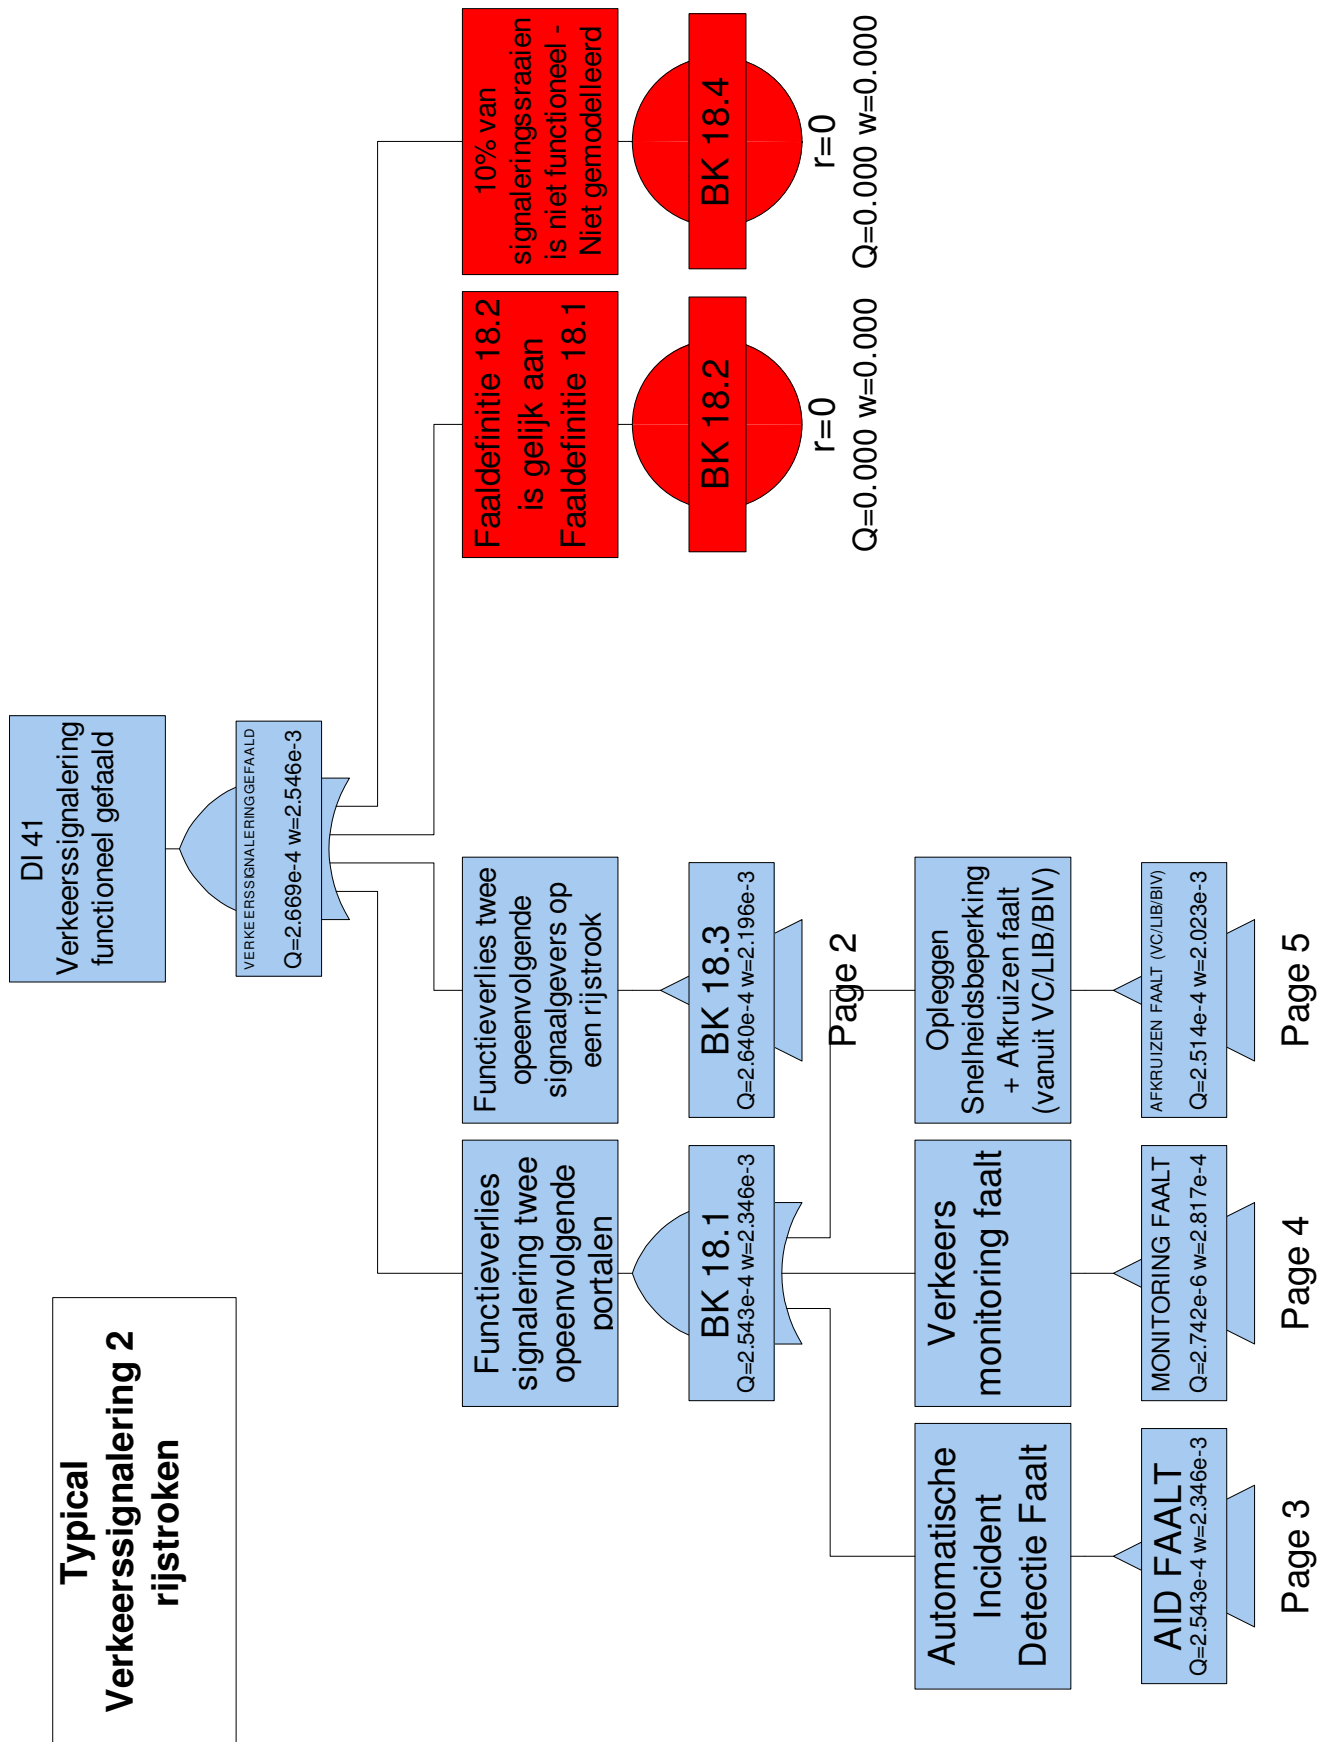 Typical
Verkeerssignalering 2
rijstroken
DI 41
Verkeerssignalering
functioneel gefaald
VERKEERSSIGNALERING GEFAALD
Q=2.669e-4 w=2.546e-3
Functieverlies
signalering twee
opeenvolgende
portalen
BK 18.1
Q=2.543e-4 w=2.346e-3
Functieverlies twee
opeenvolgende
signaalgevers op
een rijstrook
BK 18.3
Q=2.640e-4 w=2.196e-3
Page 2
Faaldefinitie 18.2
is gelijk aan
Faaldefinitie 18.1
BK 18.2
r=0
Q=0.000 w=0.000
10% van
signaleringssraaien
is niet functioneel -
Niet gemodelleerd
BK 18.4
r=0
Q=0.000 w=0.000
Automatische
Incident
Detectie Faalt
AID FAALT
Q=2.543e-4 w=2.346e-3
Page 3
Verkeers
monitoring faalt
MONITORING FAALT
Q=2.742e-6 w=2.817e-4
Page 4
Opleggen
Snelheidsbeperking
+ Afkruizen faalt
(vanuit VC/LIB/BIV)
AFKRUIZEN FAALT (VC/LIB/BIV)
Q=2.514e-4 w=2.023e-3
Page 5